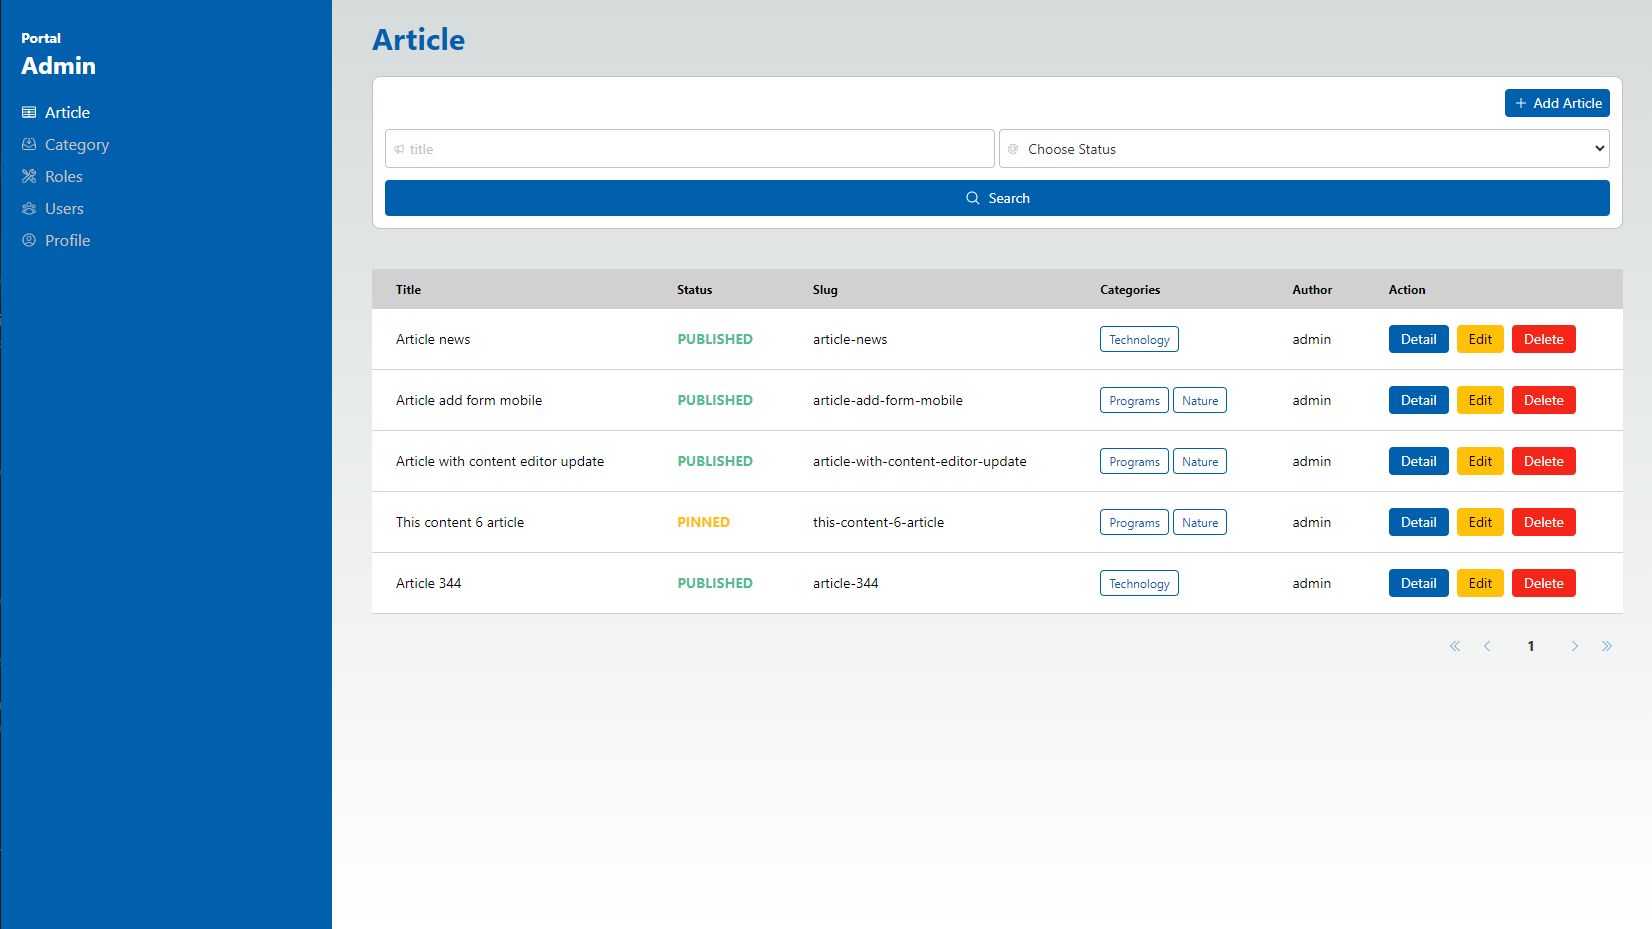 Portal
Admin
Article
Category
Roles
Users
Profile
Article
Add Article
title
Choose Status
Search
Title Status Slug Categories Author Action
Article news PUBLISHED article-news Technology admin Detail Edit Delete
Article add form mobile PUBLISHED article-add-form-mobile Programs Nature admin Detail Edit Delete
Article with content editor update PUBLISHED article-with-content-editor-update Programs Nature admin Detail Edit Delete
This content 6 article PINNED this-content-6-article Programs Nature admin Detail Edit Delete
Article 344 PUBLISHED article-344 Technology admin Detail Edit Delete
1